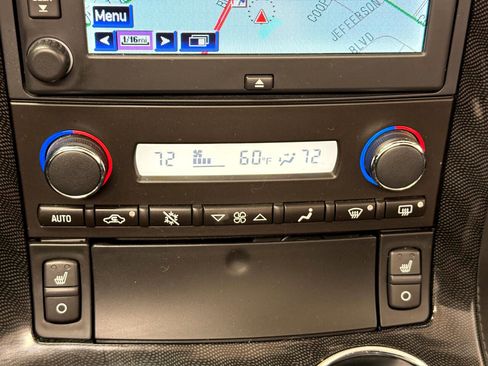 Menu
1/16mi
JEFFERSON
BLVD
72 60°F 72
AUTO